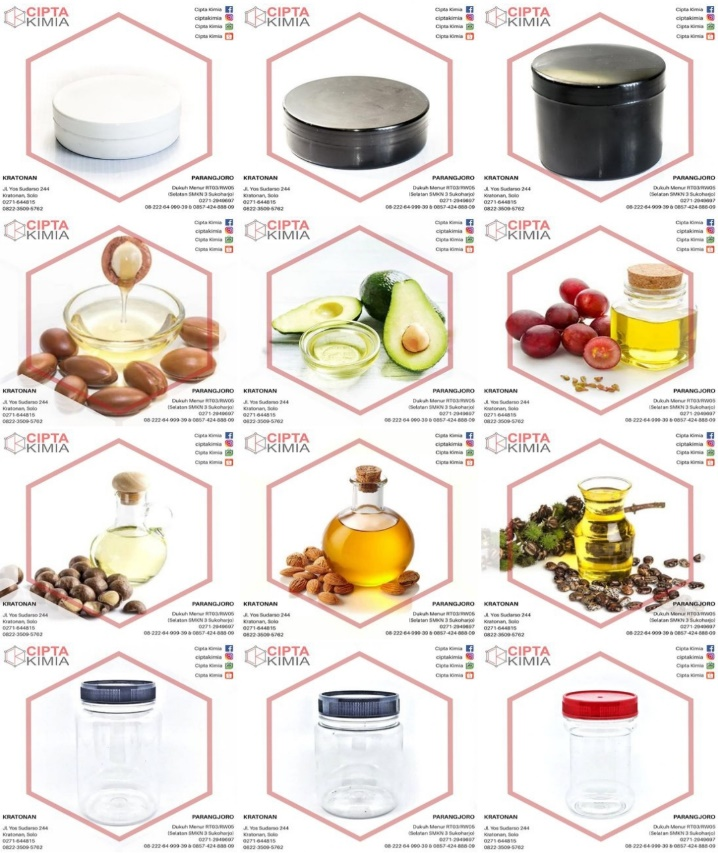 CIPTA
KIMIA
Cipta Kimia
ciptakimia
Cipta Kimia
Cipta Kimia
KRATONAN
Jl. Yos Sudarso 244
Kratonan, Solo
0271-644815
0822-3509-5762
PARANGJORO
Dukuh Menur RT03/RW05
(Selatan SMKN 3 Sukoharjo)
0271-2949697
08-222-64-999-39 & 0857-424-888-09
CIPTA
KIMIA
Cipta Kimia
ciptakimia
Cipta Kimia
Cipta Kimia
KRATONAN
Jl. Yos Sudarso 244
Kratonan, Solo
0271-644815
0822-3509-5762
PARANGJORO
Dukuh Menur RT03/RW05
(Selatan SMKN 3 Sukoharjo)
0271-2949697
08-222-64-999-39 & 0857-424-888-09
CIPTA
KIMIA
Cipta Kimia
ciptakimia
Cipta Kimia
Cipta Kimia
KRATONAN
Jl. Yos Sudarso 244
Kratonan, Solo
0271-644815
0822-3509-5762
PARANGJORO
Dukuh Menur RT03/RW05
(Selatan SMKN 3 Sukoharjo)
0271-2949697
08-222-64-999-39 & 0857-424-888-09
CIPTA
KIMIA
Cipta Kimia
ciptakimia
Cipta Kimia
Cipta Kimia
KRATONAN
Jl. Yos Sudarso 244
Kratonan, Solo
0271-644815
0822-3509-5762
PARANGJORO
Dukuh Menur RT03/RW05
(Selatan SMKN 3 Sukoharjo)
0271-2949697
08-222-64-999-39 & 0857-424-888-09
CIPTA
KIMIA
Cipta Kimia
ciptakimia
Cipta Kimia
Cipta Kimia
KRATONAN
Jl. Yos Sudarso 244
Kratonan, Solo
0271-644815
0822-3509-5762
PARANGJORO
Dukuh Menur RT03/RW05
(Selatan SMKN 3 Sukoharjo)
0271-2949697
08-222-64-999-39 & 0857-424-888-09
CIPTA
KIMIA
Cipta Kimia
ciptakimia
Cipta Kimia
Cipta Kimia
KRATONAN
Jl. Yos Sudarso 244
Kratonan, Solo
0271-644815
0822-3509-5762
PARANGJORO
Dukuh Menur RT03/RW05
(Selatan SMKN 3 Sukoharjo)
0271-2949697
08-222-64-999-39 & 0857-424-888-09
CIPTA
KIMIA
Cipta Kimia
ciptakimia
Cipta Kimia
Cipta Kimia
KRATONAN
Jl. Yos Sudarso 244
Kratonan, Solo
0271-644815
0822-3509-5762
PARANGJORO
Dukuh Menur RT03/RW05
(Selatan SMKN 3 Sukoharjo)
0271-2949697
08-222-64-999-39 & 0857-424-888-09
CIPTA
KIMIA
Cipta Kimia
ciptakimia
Cipta Kimia
Cipta Kimia
KRATONAN
Jl. Yos Sudarso 244
Kratonan, Solo
0271-644815
0822-3509-5762
PARANGJORO
Dukuh Menur RT03/RW05
(Selatan SMKN 3 Sukoharjo)
0271-2949697
08-222-64-999-39 & 0857-424-888-09
CIPTA
KIMIA
Cipta Kimia
ciptakimia
Cipta Kimia
Cipta Kimia
KRATONAN
Jl. Yos Sudarso 244
Kratonan, Solo
0271-644815
0822-3509-5762
PARANGJORO
Dukuh Menur RT03/RW05
(Selatan SMKN 3 Sukoharjo)
0271-2949697
08-222-64-999-39 & 0857-424-888-09
CIPTA
KIMIA
Cipta Kimia
ciptakimia
Cipta Kimia
Cipta Kimia
KRATONAN
Jl. Yos Sudarso 244
Kratonan, Solo
0271-644815
0822-3509-5762
PARANGJORO
Dukuh Menur RT03/RW05
(Selatan SMKN 3 Sukoharjo)
0271-2949697
08-222-64-999-39 & 0857-424-888-09
CIPTA
KIMIA
Cipta Kimia
ciptakimia
Cipta Kimia
Cipta Kimia
KRATONAN
Jl. Yos Sudarso 244
Kratonan, Solo
0271-644815
0822-3509-5762
PARANGJORO
Dukuh Menur RT03/RW05
(Selatan SMKN 3 Sukoharjo)
0271-2949697
08-222-64-999-39 & 0857-424-888-09
CIPTA
KIMIA
Cipta Kimia
ciptakimia
Cipta Kimia
Cipta Kimia
KRATONAN
Jl. Yos Sudarso 244
Kratonan, Solo
0271-644815
0822-3509-5762
PARANGJORO
Dukuh Menur RT03/RW05
(Selatan SMKN 3 Sukoharjo)
0271-2949697
08-222-64-999-39 & 0857-424-888-09